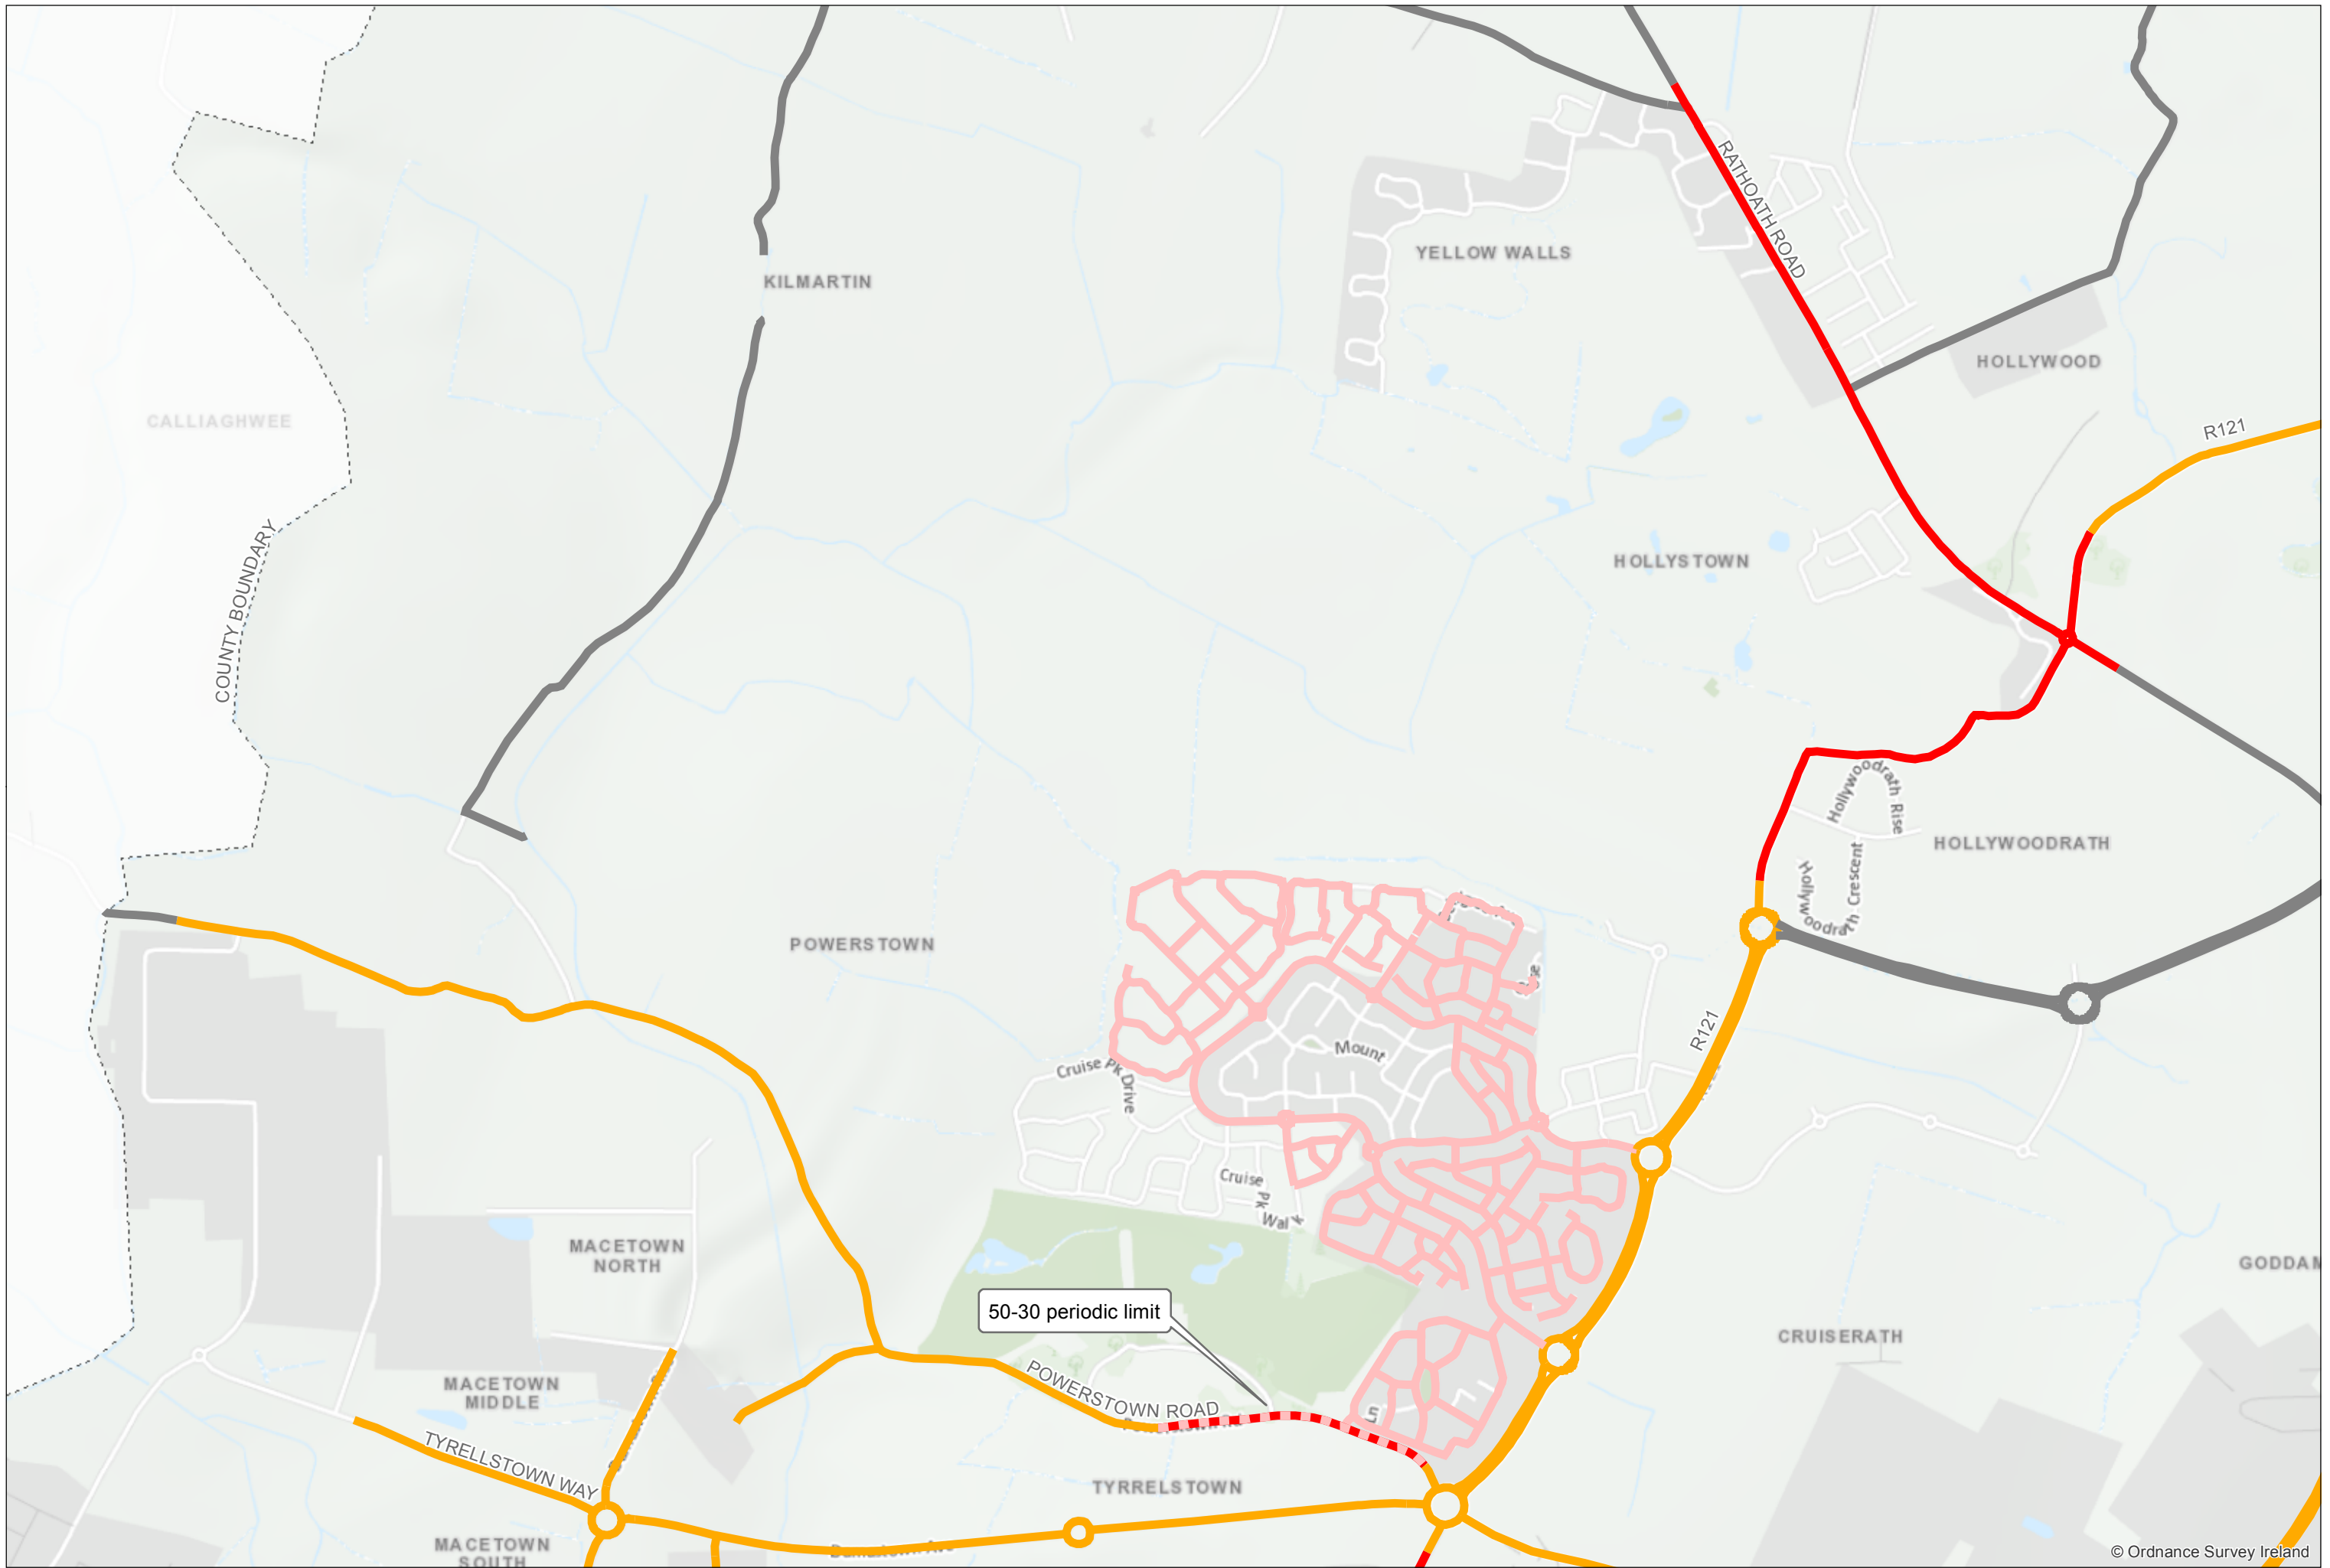 RATHOATH ROAD
YELLOW WALLS
KILMARTIN
HOLLYWOOD
CALLIAGHWEE
R121
COUNTY BOUNDARY
HOLLYSTOWN
Hollywoodrath Rise
HOLLYWOODRATH
Hollywoodrath Crescent
POWERSTOWN
R121
Mount
Cruise Pk Drive
Cruise
Pk
Walk
MACETOWN
NORTH
GODDAM
50-30 periodic limit
CRUISERATH
MACETOWN
MIDDLE
POWERSTOWN ROAD
Ln
TYRELLSTOWN WAY
TYRRELSTOWN
MACETOWN
SOUTH
© Ordnance Survey Ireland